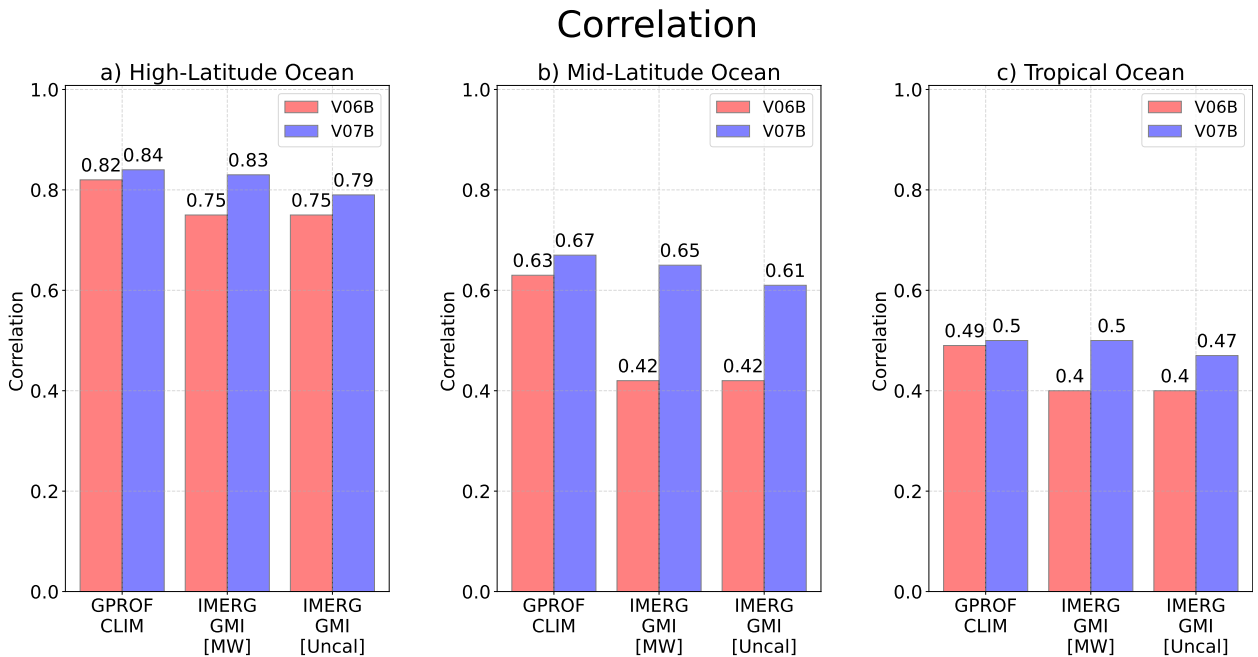 Correlation
a) High-Latitude Ocean
Correlation
1.0
0.8
0.6
0.4
0.2
0.0
V06B
V07B
0.82
0.84
0.75
0.83
0.75
0.79
GPROF
CLIM
IMERG
GMI
[MW]
IMERG
GMI
[Uncal]
b) Mid-Latitude Ocean
Correlation
1.0
0.8
0.6
0.4
0.2
0.0
V06B
V07B
0.63
0.67
0.42
0.65
0.42
0.61
GPROF
CLIM
IMERG
GMI
[MW]
IMERG
GMI
[Uncal]
c) Tropical Ocean
Correlation
1.0
0.8
0.6
0.4
0.2
0.0
V06B
V07B
0.49
0.5
0.4
0.5
0.4
0.47
GPROF
CLIM
IMERG
GMI
[MW]
IMERG
GMI
[Uncal]